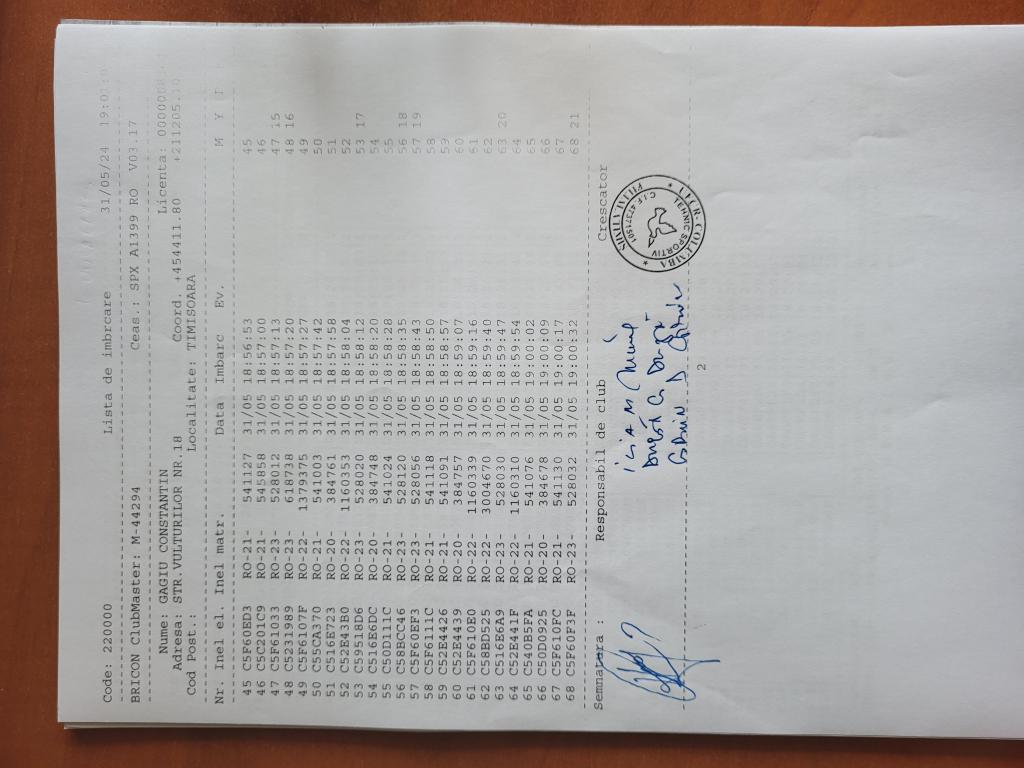 Code: 220000 Lista de imbrcare 31/05/24 19:01
BRICON ClubMaster: M-44294 Ceas.: SPX A1399 RO V03.17
Nume: GAGIU CONSTANTIN Licenta: 000000
Adresa: STR.VULTURILOR NR.18 Coord. +454411.80 +211205.
Cod Post.: Localitate: TIMISOARA
Nr. Inel el. Inel matr. Data Imbarc Ev. M Y
45 C5F60ED3 RO-21- 541127 31/05 18:56:53 45
46 C5C201C9 RO-21- 545858 31/05 18:57:00 46
47 C5F61033 RO-23- 528012 31/05 18:57:13 47 15
48 C5231989 RO-23- 618738 31/05 18:57:20 48 16
49 C5F6107F RO-22- 1379375 31/05 18:57:27 49
50 C55CA370 RO-21- 541003 31/05 18:57:42 50
51 C516E723 RO-20- 384761 31/05 18:57:58 51
52 C52E43B0 RO-22- 1160353 31/05 18:58:04 52
53 C59518D6 RO-23- 528020 31/05 18:58:12 53 17
54 C516E6DC RO-20- 384748 31/05 18:58:20 54
55 C50D111C RO-21- 541024 31/05 18:58:28 55
56 C58BCC46 RO-23- 528120 31/05 18:58:35 56 18
57 C5F60EF3 RO-23- 528056 31/05 18:58:43 57 19
58 C5F6111C RO-21- 541118 31/05 18:58:50 58
59 C52E4426 RO-21- 541091 31/05 18:58:57 59
60 C52E4439 RO-20- 384757 31/05 18:59:07 60
61 C5F610E0 RO-22- 1160339 31/05 18:59:16 61
62 C58BD525 RO-22- 3004670 31/05 18:59:40 62
63 C516E6A9 RO-23- 528030 31/05 18:59:47 63 20
64 C52E441F RO-22- 1160310 31/05 18:59:54 64
65 C540B5FA RO-21- 541076 31/05 19:00:02 65
66 C50D0925 RO-20- 384678 31/05 19:00:09 66
67 C5F610FC RO-21- 541130 31/05 19:00:17 67
68 C5F60F3F RO-23- 528032 31/05 19:00:32 68 21
Semnatura : Responsabil de club Crescator
UFCR-COLUMBA
FILIALA TIMIS
C.I.F. 47377150
TEHNIC SPORTIV
2